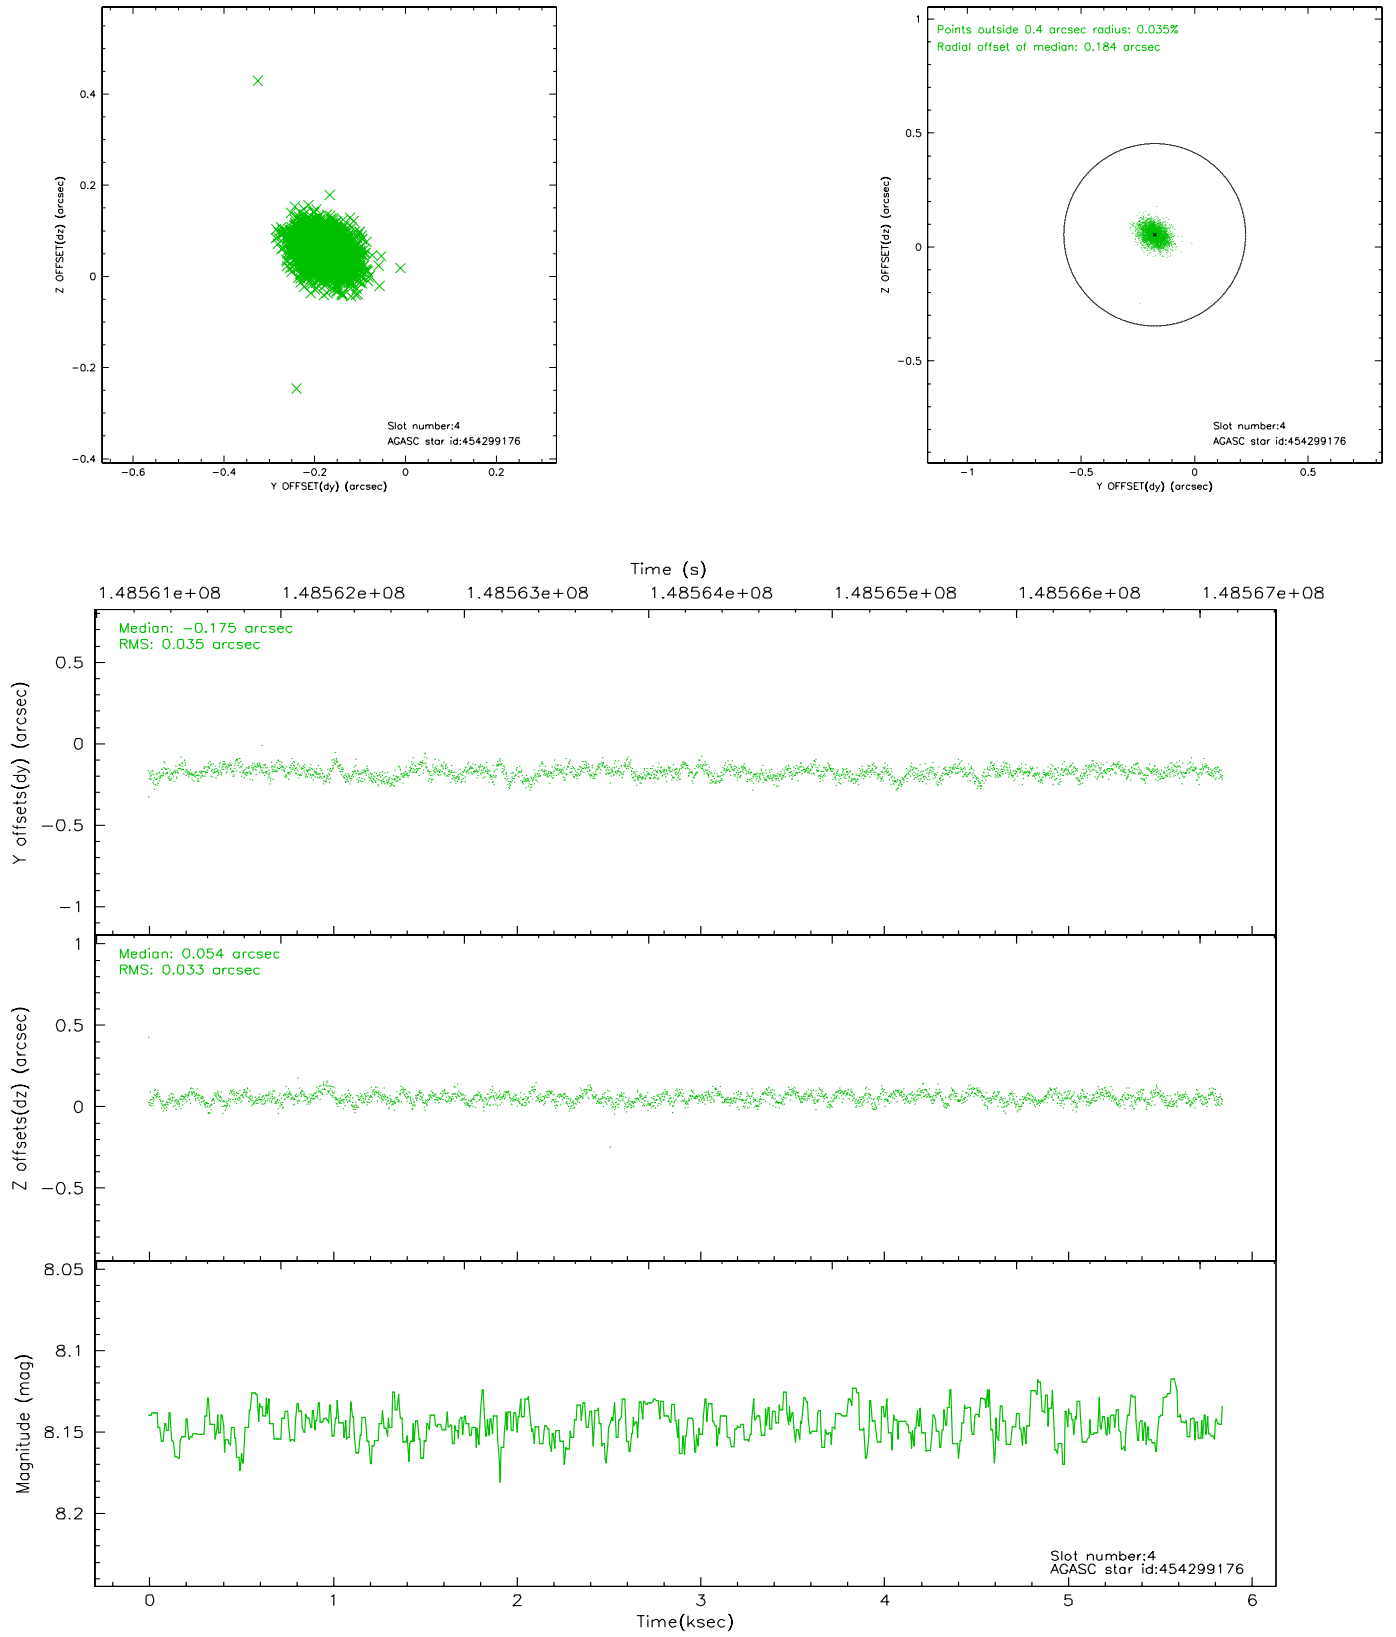 0.4
0.2
0
−0.2
−0.4
Z OFFSET(dz) (arcsec)
−0.6
−0.4
−0.2
0
0.2
Y OFFSET(dy) (arcsec)
Slot number:4
AGASC star id:454299176
Points outside 0.4 arcsec radius: 0.035%
Radial offset of median: 0.184 arcsec
1
0.5
0
−0.5
Z OFFSET(dz) (arcsec)
−1
−0.5
0
0.5
Y OFFSET(dy) (arcsec)
Slot number:4
AGASC star id:454299176
Time (s)
1.48561e+08
1.48562e+08
1.48563e+08
1.48564e+08
1.48565e+08
1.48566e+08
1.48567e+08
Median: −0.175 arcsec
RMS: 0.035 arcsec
0.5
0
−0.5
−1
Y offsets(dy) (arcsec)
Median: 0.054 arcsec
RMS: 0.033 arcsec
1
0.5
0
−0.5
Z offsets(dz) (arcsec)
8.05
8.1
8.15
8.2
Magnitude (mag)
Slot number:4
AGASC star id:454299176
0
1
2
3
4
5
6
Time(ksec)